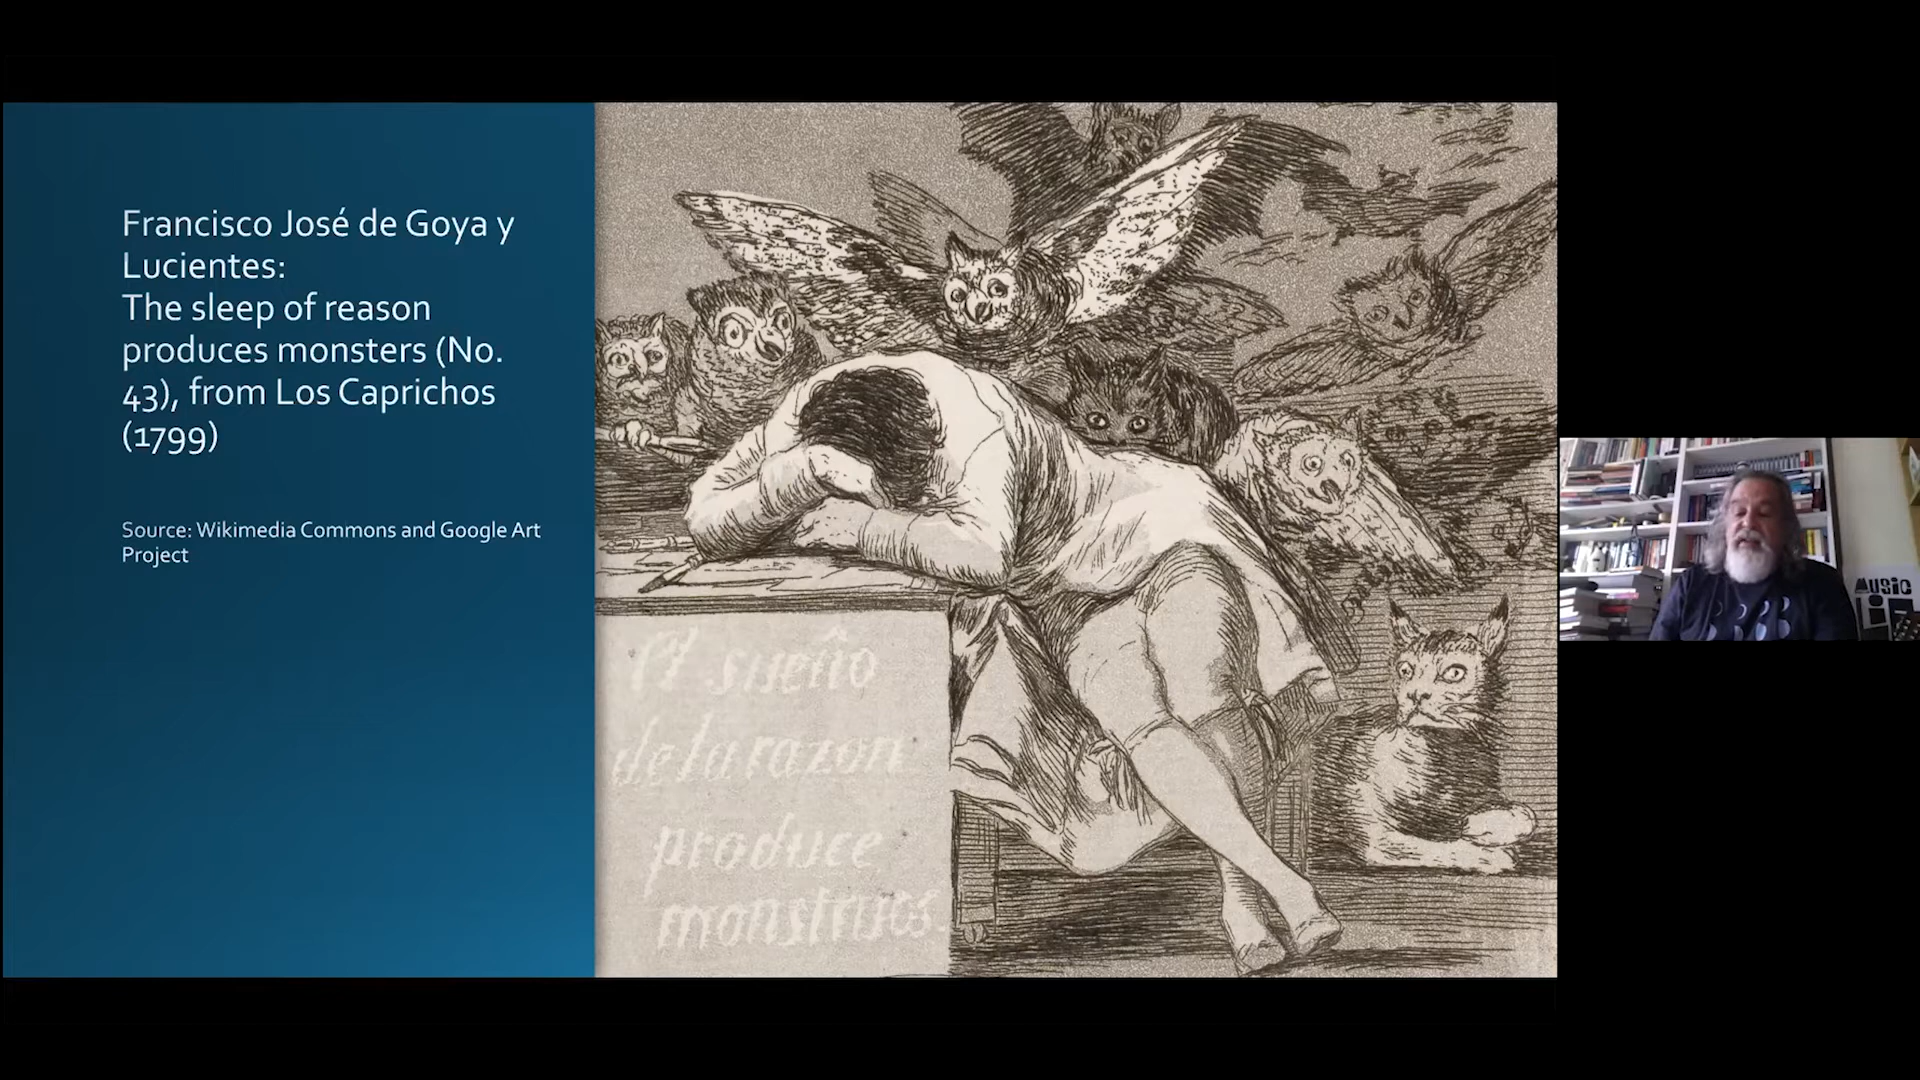 Francisco José de Goya y
Lucientes:
The sleep of reason
produces monsters (No.
43), from Los Caprichos
(1799)
Source: Wikimedia Commons and Google Art
Project
El sueño
de la razon
produce
monstruos.
MUSIC